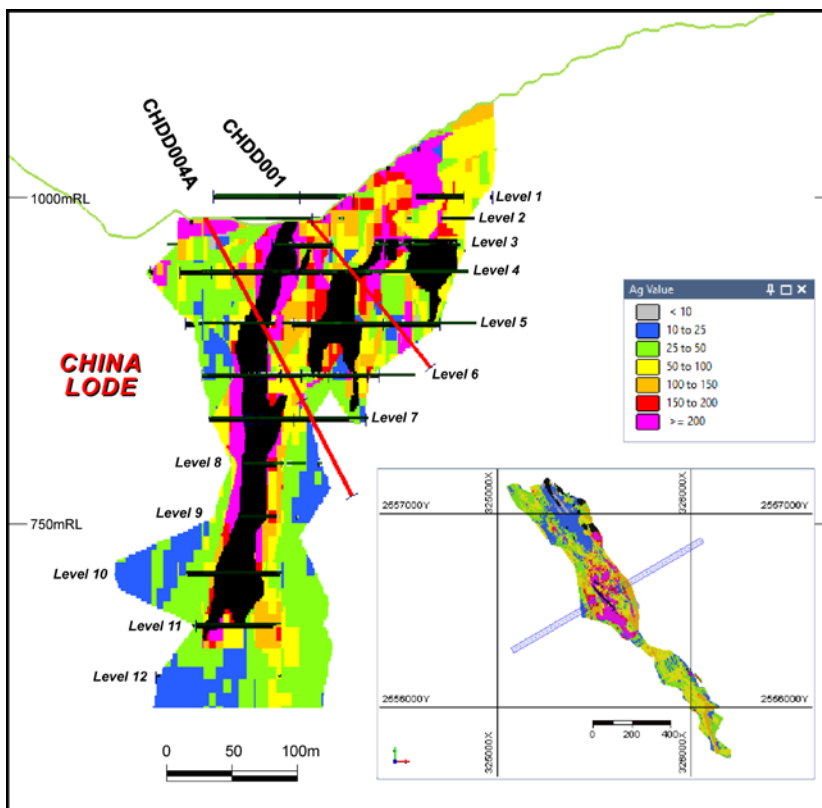 CHDD004A
CHDD001
1000mRL
Level 1
Level 2
Level 3
Level 4
Level 5
CHINA
LODE
Level 6
Level 7
Level 8
Level 9
750mRL
Level 10
Level 11
Level 12
0 50 100m
Ag Value
< 10
10 to 25
25 to 50
50 to 100
100 to 150
150 to 200
>= 200
325000X
326000X
2557000Y
2557000Y
2556000Y
2556000Y
0 200 400
325000X
326000X